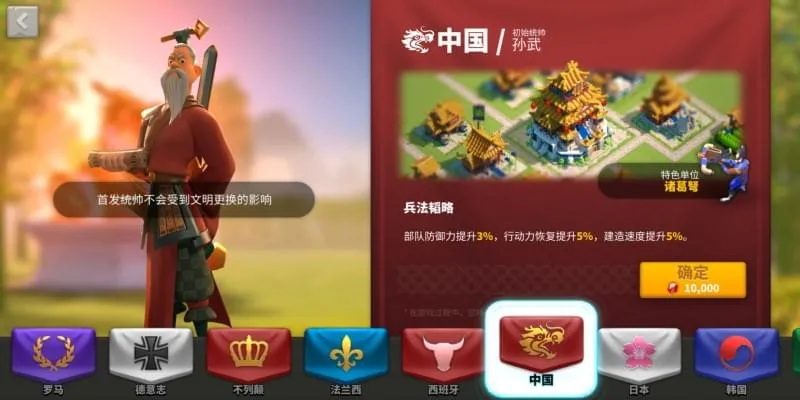 中国 / 初始统帅
孙武
特色单位
诸葛弩
首发统帅不会受到文明更换的影响
兵法韬略
部队防御力提升3%，行动力恢复提升5%，建造速度提升5%。
确定
10,000
罗马
德意志
不列颠
法兰西
西班牙
中国
日本
韩国